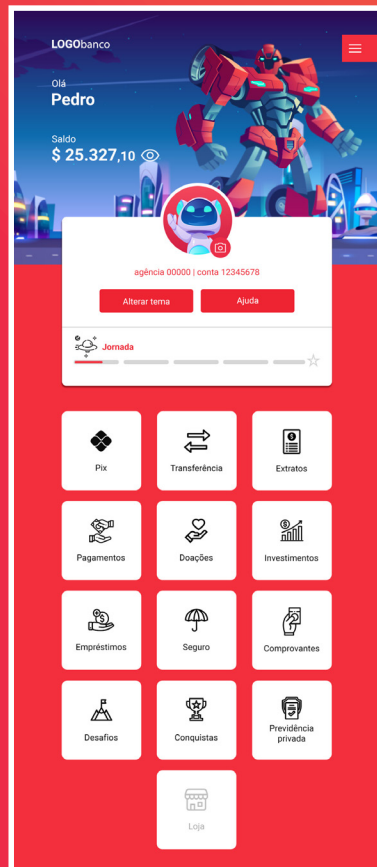 LOGObanco
Olá
Pedro
Saldo
$ 25.327,10
agência 00000 | conta 12345678
Alterar tema
Ajuda
Jornada
Pix
Transferência
Extratos
Pagamentos
Doações
Investimentos
Empréstimos
Seguro
Comprovantes
Desafios
Conquistas
Previdência
privada
Loja